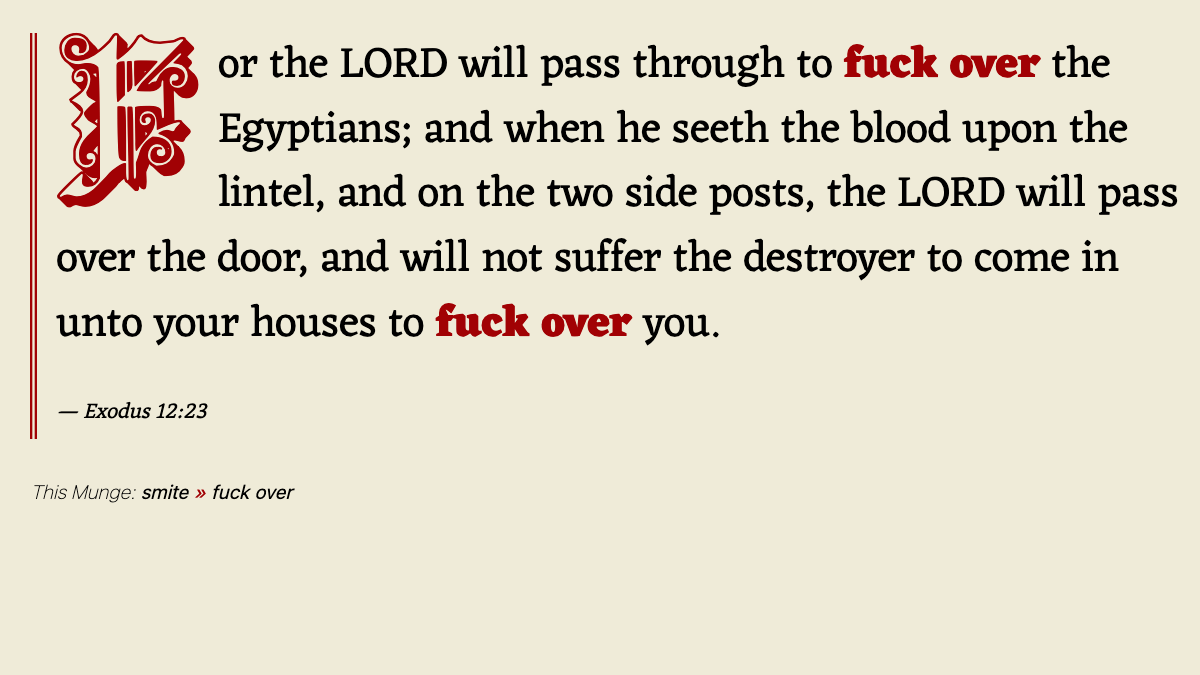 For the LORD will pass through to fuck over the
Egyptians; and when he seeth the blood upon the
lintel, and on the two side posts, the LORD will pass
over the door, and will not suffer the destroyer to come in
unto your houses to fuck over you.
— Exodus 12:23
This Munge: smite » fuck over